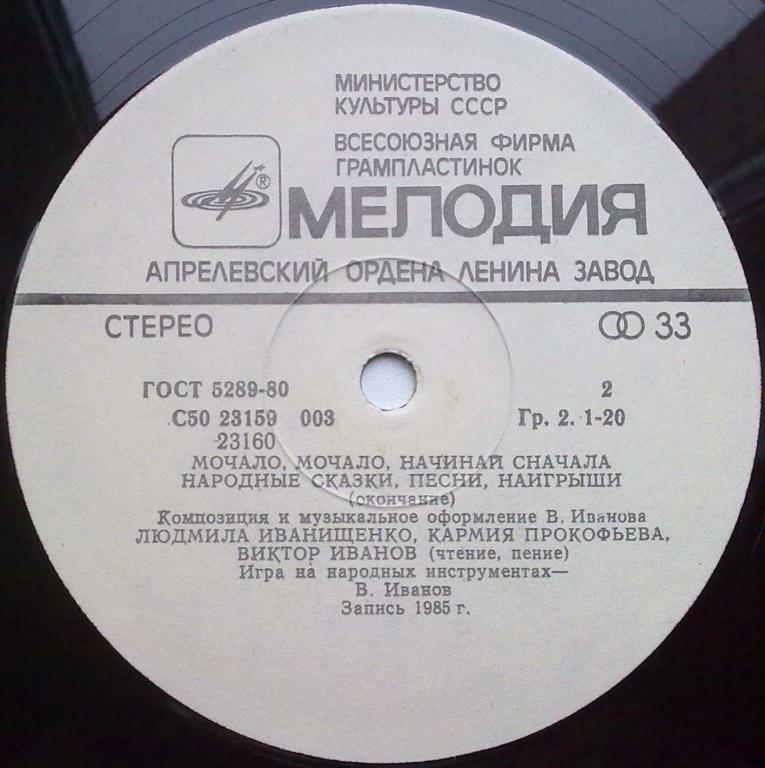 МИНИСТЕРСТВО
КУЛЬТУРЫ СССР
ВСЕСОЮЗНАЯ ФИРМА
ГРАМПЛАСТИНОК
®
МЕЛОДИЯ
АПРЕЛЕВСКИЙ ОРДЕНА ЛЕНИНА ЗАВОД
СТЕРЕО 33
ГОСТ 5289-80 2
С50 23159 003 Гр. 2. 1-20
23160
МОЧАЛО, МОЧАЛО, НАЧИНАЙ СНАЧАЛА
НАРОДНЫЕ СКАЗКИ, ПЕСНИ, НАИГРЫШИ
(окончание)
Композиция и музыкальное оформление В. Иванова
ЛЮДМИЛА ИВАНИЩЕНКО, КАРМИЯ ПРОКОФЬЕВА,
ВИКТОР ИВАНОВ (чтение, пение)
Игра на народных инструментах—
В. Иванов
Запись 1985 г.